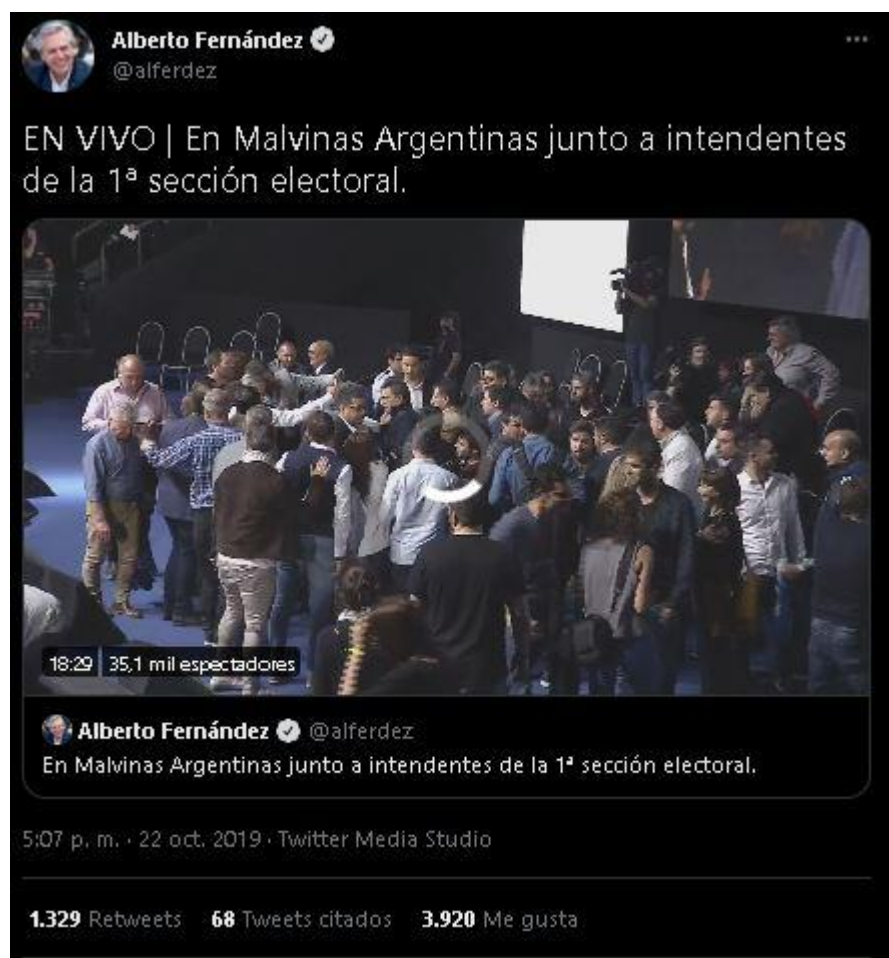 Alberto Fernández
@alferdez
EN VIVO | En Malvinas Argentinas junto a intendentes
de la 1ª sección electoral.
18:29 | 35,1 mil espectadores
Alberto Fernández @alferdez
En Malvinas Argentinas junto a intendentes de la 1ª sección electoral.
5:07 p. m. · 22 oct. 2019 · Twitter Media Studio
1.329 Retweets 68 Tweets citados 3.920 Me gusta